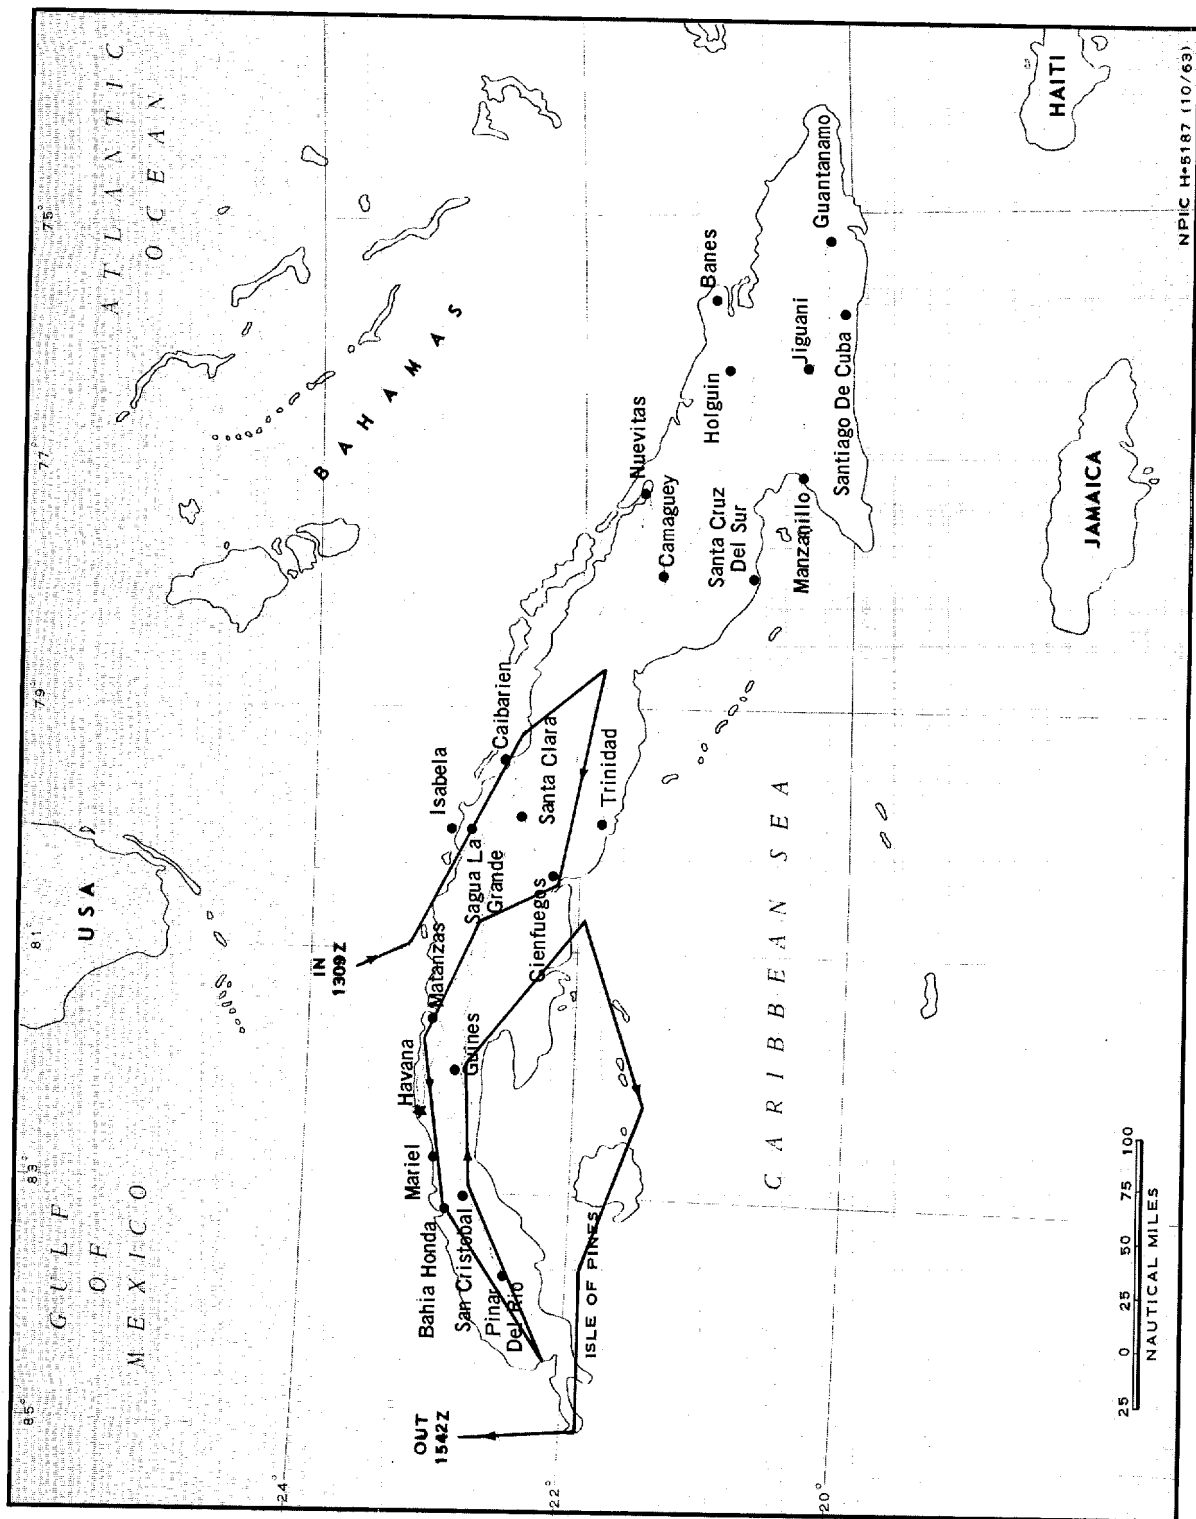 85°
83°
81°
79°
77°
75°
GULF
OF
MEXICO
USA
ATLANTIC
OCEAN
BAHAMAS
24°
22°
20°
OUT
1542Z
IN
1309Z
Havana
Mariel
Bahia Honda
San Cristobal
Pinar
Del Rio
Guines
Matanzas
Isabela
Sagua La
Grande
Caibarien
Santa Clara
Cienfuegos
Trinidad
Nuevitas
Camaguey
Santa Cruz
Del Sur
Holguin
Banes
Manzanillo
Jiguani
Santiago De Cuba
Guantanamo
ISLE OF PINES
CARIBBEAN SEA
JAMAICA
HAITI
25 0 25 50 75 100
NAUTICAL MILES
NPIC H-5187 (10/63)